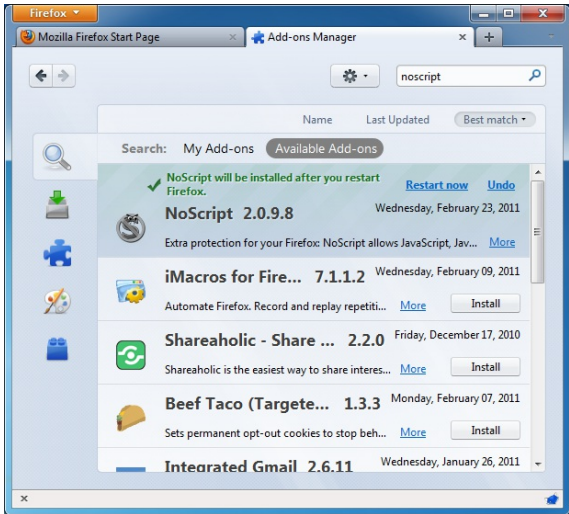 Firefox
Mozilla Firefox Start Page
Add-ons Manager
noscript
Name Last Updated Best match
Search: My Add-ons Available Add-ons
NoScript will be installed after you restart Firefox. Restart now Undo
NoScript 2.0.9.8 Wednesday, February 23, 2011
Extra protection for your Firefox: NoScript allows JavaScript, Jav... More
iMacros for Fire... 7.1.1.2 Wednesday, February 09, 2011
Automate Firefox. Record and replay repetiti... More Install
Shareaholic - Share ... 2.2.0 Friday, December 17, 2010
Shareaholic is the easiest way to share interes... More Install
Beef Taco (Targete... 1.3.3 Monday, February 07, 2011
Sets permanent opt-out cookies to stop beh... More Install
Integrated Gmail 2.6.11 Wednesday, January 26, 2011